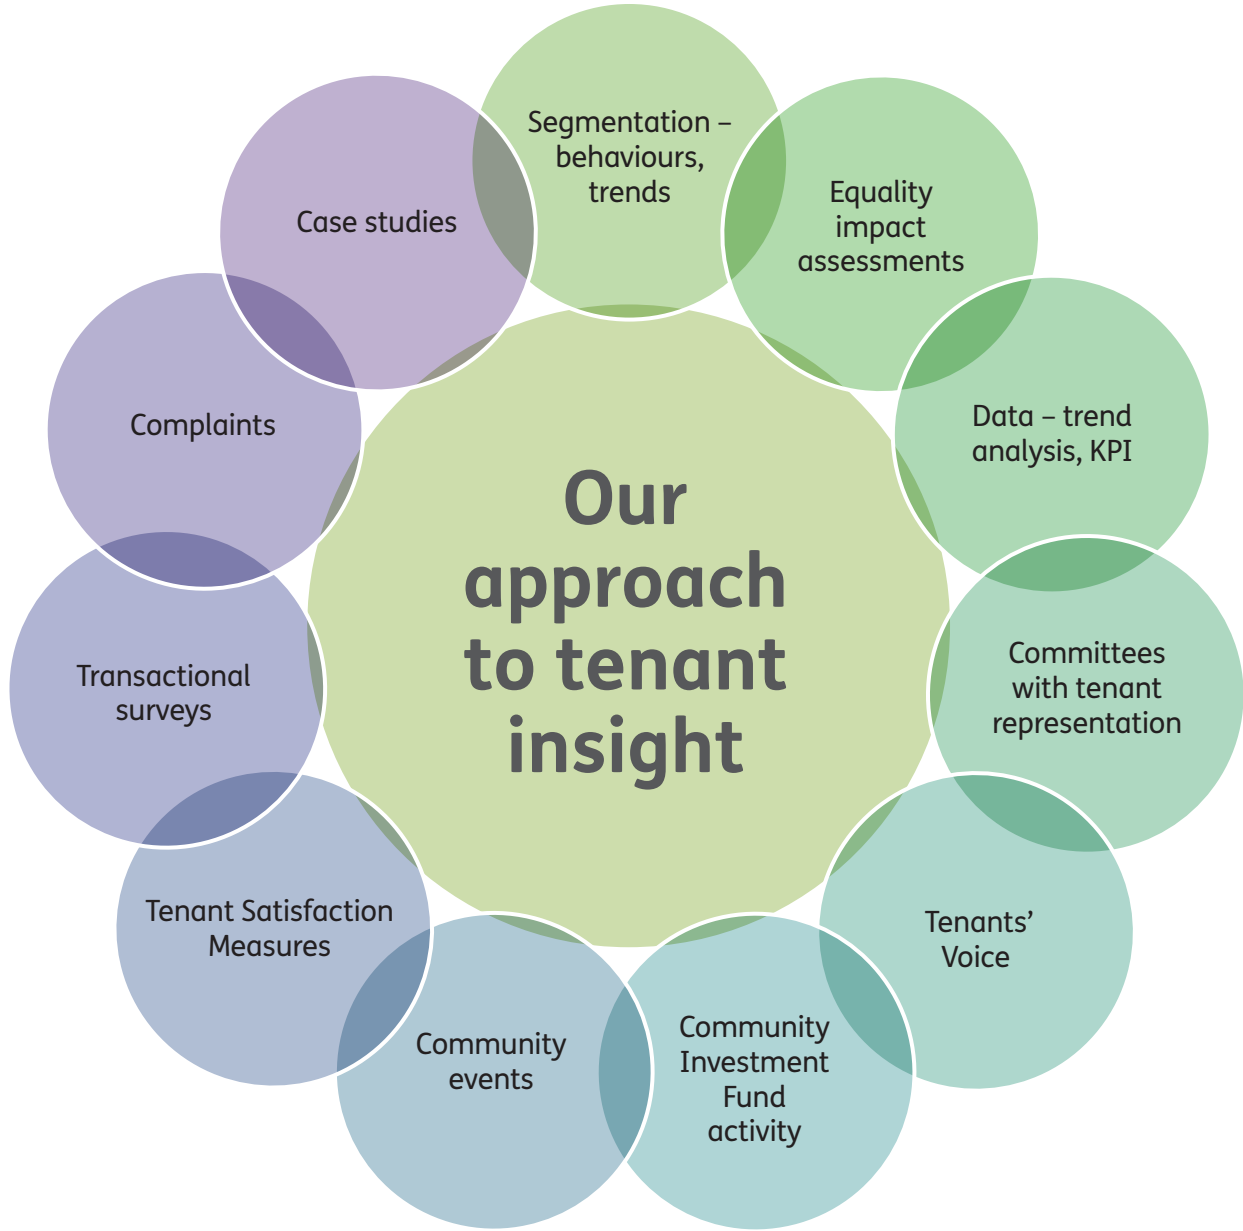 Segmentation –
behaviours,
trends
Equality
impact
assessments
Data – trend
analysis, KPI
Committees
with tenant
representation
Tenants’
Voice
Community
Investment
Fund
activity
Community
events
Tenant Satisfaction
Measures
Transactional
surveys
Complaints
Case studies
Our
approach
to tenant
insight